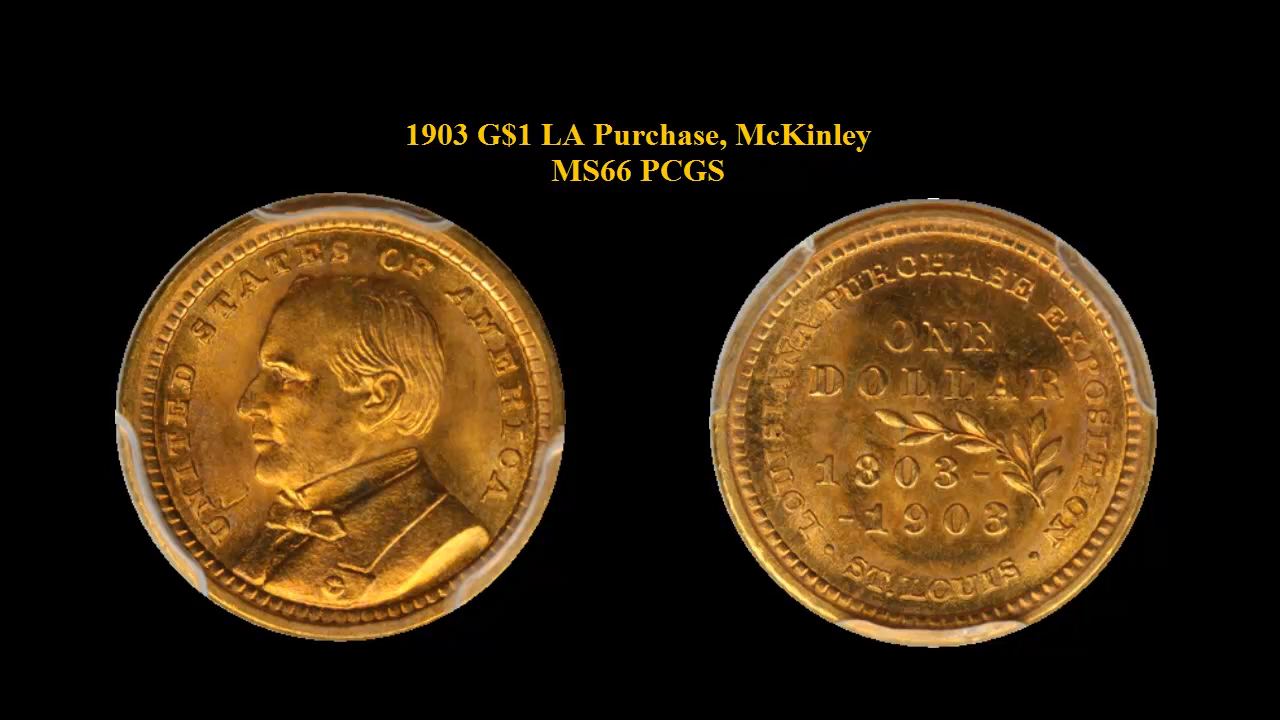 1903 G$1 LA Purchase, McKinley
MS66 PCGS
UNITED STATES OF AMERICA
LOUISIANA PURCHASE EXPOSITION
ONE
DOLLAR
1803-
-1903
· ST. LOUIS ·